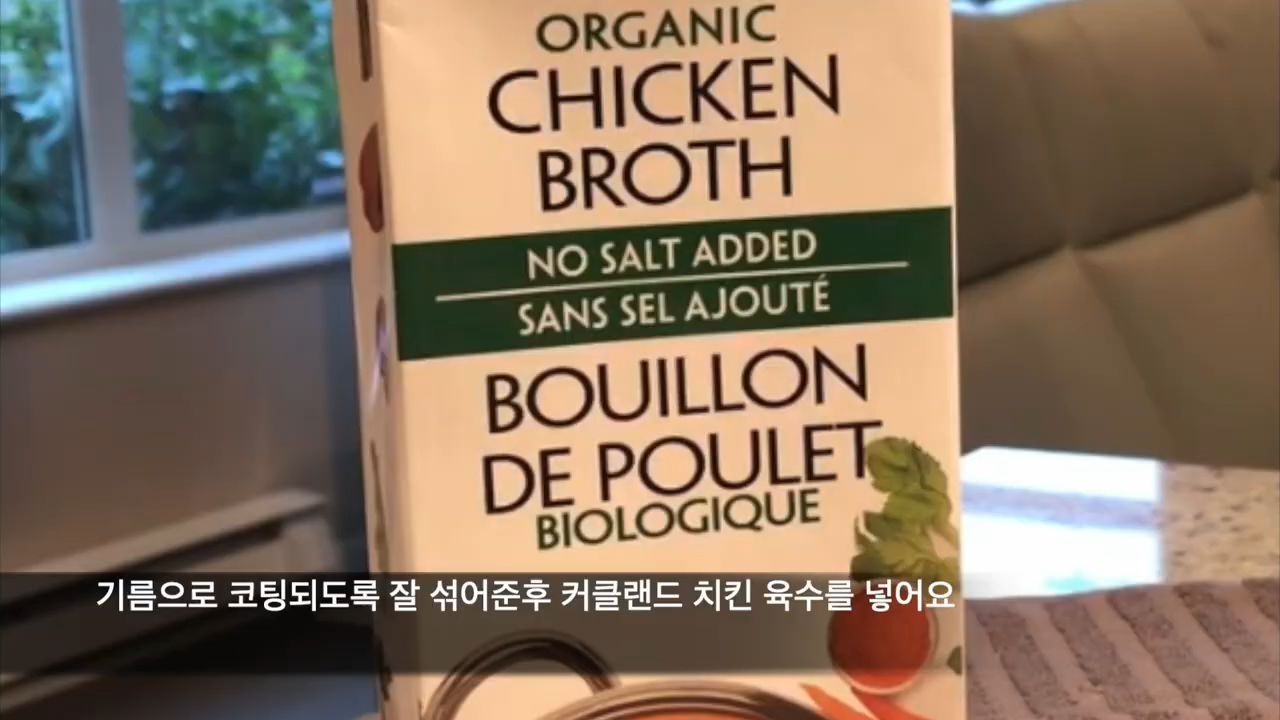 ORGANIC
CHICKEN
BROTH
NO SALT ADDED
SANS SEL AJOUTÉ
BOUILLON
DE POULET
BIOLOGIQUE
기름으로 코팅되도록 잘 섞어준후 커클랜드 치킨 육수를 넣어요